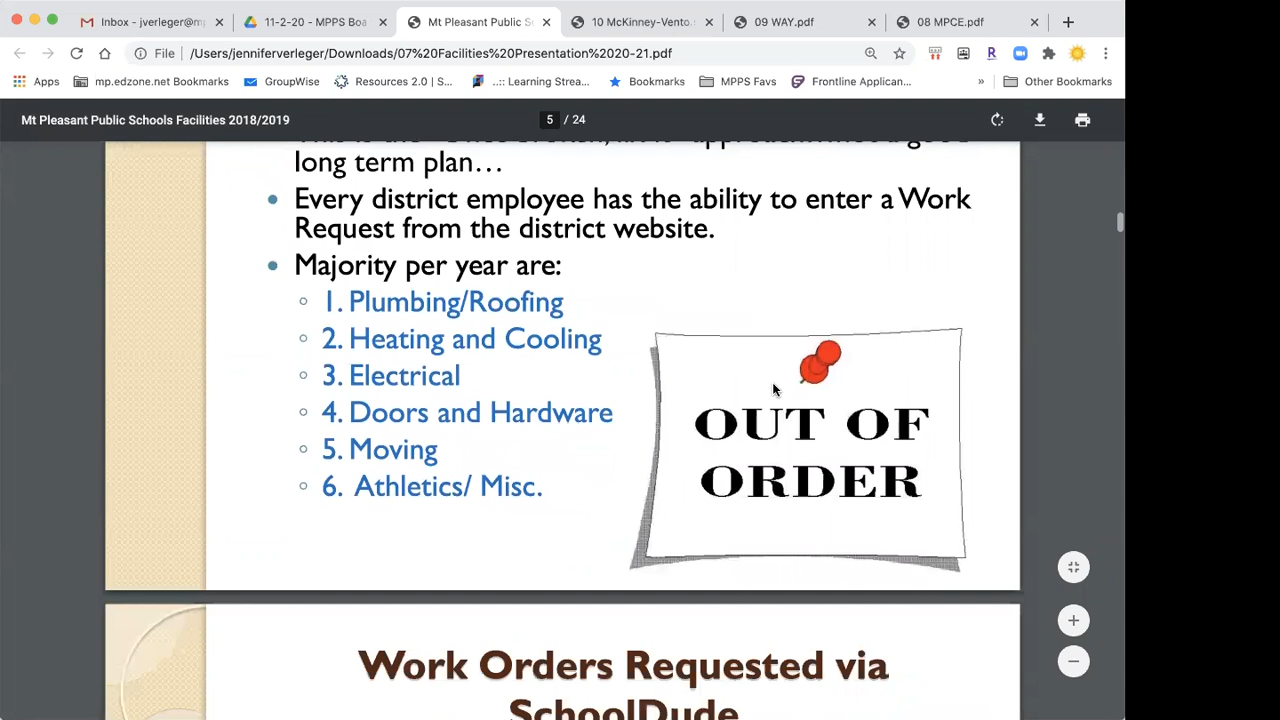 Inbox - jverleger@m
11-2-20 - MPPS Boa
Mt Pleasant Public S
10 McKinney-Vento.
09 WAY.pdf
08 MPCE.pdf
File
/Users/jenniferverleger/Downloads/07%20Facilities%20Presentation%2020-21.pdf
Apps
mp.edzone.net Bookmarks
GroupWise
Resources 2.0 | S...
..:: Learning Strea...
Bookmarks
MPPS Favs
Frontline Applican...
»
Other Bookmarks
Mt Pleasant Public Schools Facilities 2018/2019
5 / 24
long term plan…
Every district employee has the ability to enter a Work
Request from the district website.
Majority per year are:
1. Plumbing/Roofing
2. Heating and Cooling
3. Electrical
4. Doors and Hardware
5. Moving
6. Athletics/ Misc.
OUT OF
ORDER
Work Orders Requested via
SchoolDude